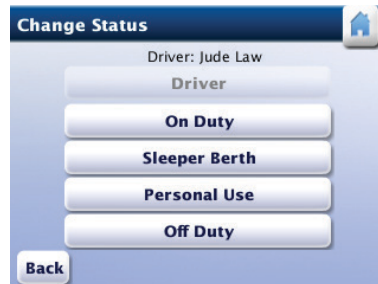 Change Status
Driver: Jude Law
Driver
On Duty
Sleeper Berth
Personal Use
Off Duty
Back